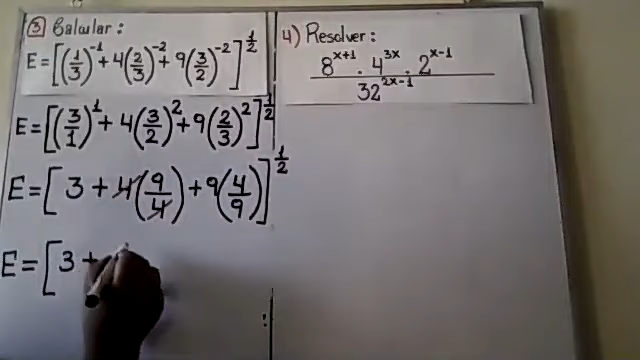 3 Calcular:
E = [(1/3)^-1 + 4(2/3)^-2 + 9(3/2)^-2]^1/2
E = [(3/1)^1 + 4(3/2)^2 + 9(2/3)^2]^1/2
E = [3 + 4(9/4) + 9(4/9)]^1/2
E = [3 +
4) Resolver:
8^x+1 . 4^3x . 2^x-1
32^2x-1